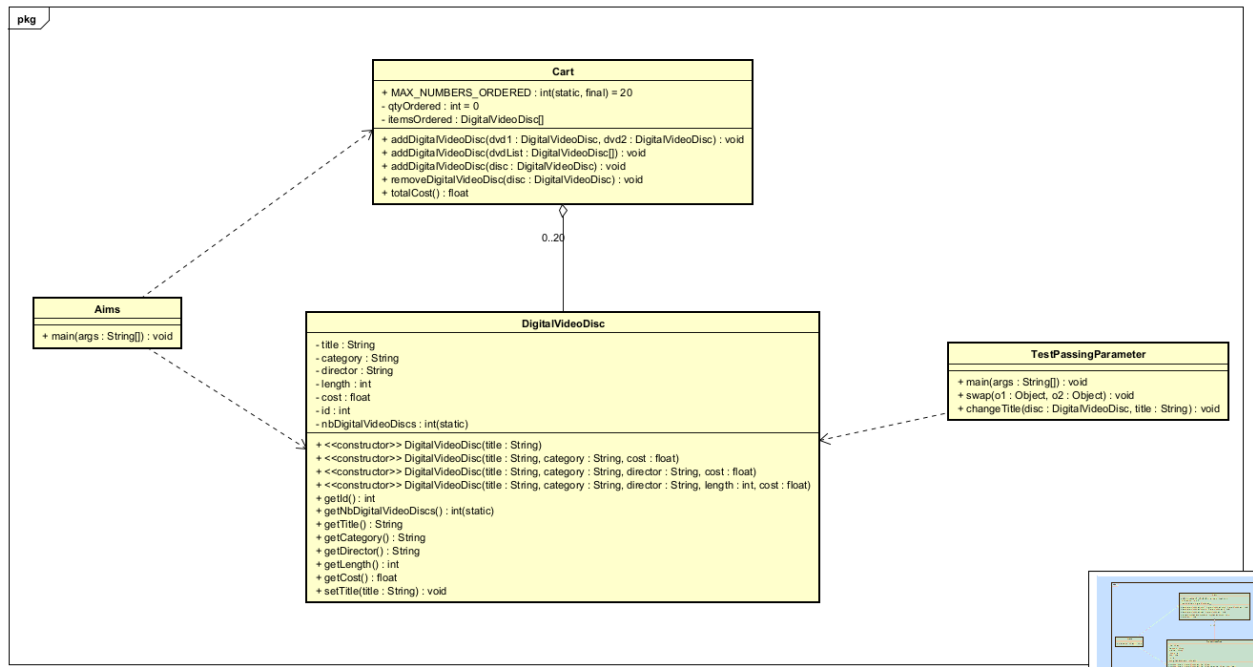 pkg
Cart
+ MAX_NUMBERS_ORDERED : int(static, final) = 20
- qtyOrdered : int = 0
- itemsOrdered : DigitalVideoDisc[]
+ addDigitalVideoDisc(dvd1 : DigitalVideoDisc, dvd2 : DigitalVideoDisc) : void
+ addDigitalVideoDisc(dvdList : DigitalVideoDisc[]) : void
+ addDigitalVideoDisc(disc : DigitalVideoDisc) : void
+ removeDigitalVideoDisc(disc : DigitalVideoDisc) : void
+ totalCost() : float
0..20
Aims
+ main(args : String[]) : void
DigitalVideoDisc
- title : String
- category : String
- director : String
- length : int
- cost : float
- id : int
- nbDigitalVideoDiscs : int(static)
+ <<constructor>> DigitalVideoDisc(title : String)
+ <<constructor>> DigitalVideoDisc(title : String, category : String, cost : float)
+ <<constructor>> DigitalVideoDisc(title : String, category : String, director : String, cost : float)
+ <<constructor>> DigitalVideoDisc(title : String, category : String, director : String, length : int, cost : float)
+ getId() : int
+ getNbDigitalVideoDiscs() : int(static)
+ getTitle() : String
+ getCategory() : String
+ getDirector() : String
+ getLength() : int
+ getCost() : float
+ setTitle(title : String) : void
TestPassingParameter
+ main(args : String[]) : void
+ swap(o1 : Object, o2 : Object) : void
+ changeTitle(disc : DigitalVideoDisc, title : String) : void